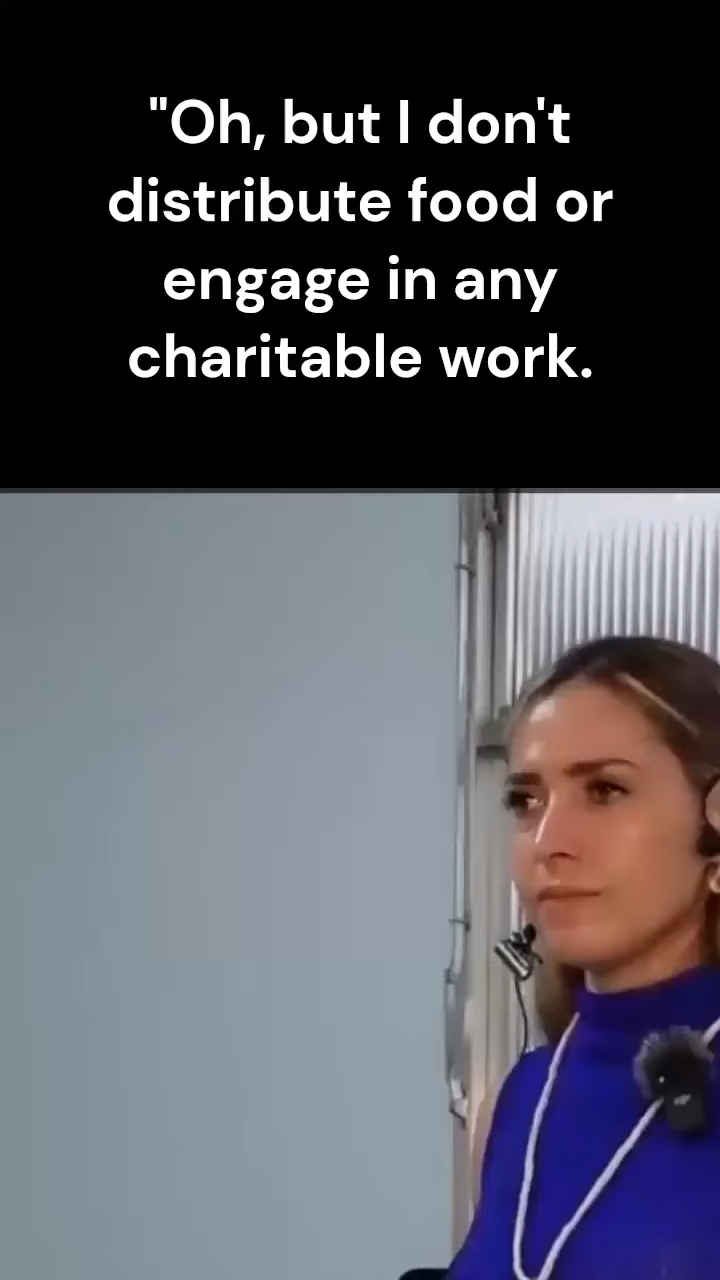 "Oh, but I don't
distribute food or
engage in any
charitable work.